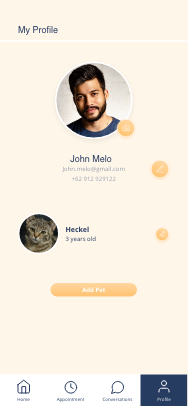 My Profile
John Melo
john.melo@gmail.com
+62 912 929122
Heckel
3 years old
Add Pet
Home Appointment Conversations Profile